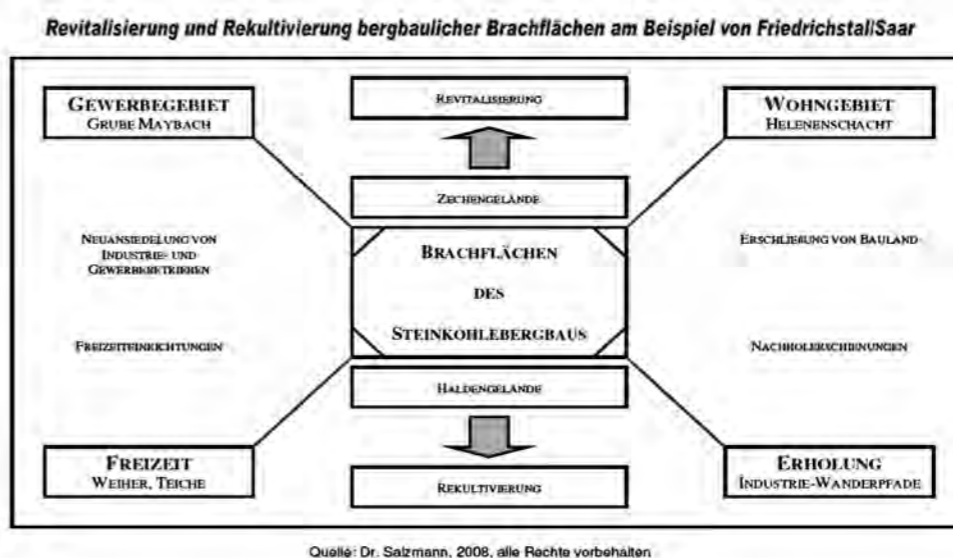 Revitalisierung und Rekultivierung bergbaulicher Brachflächen am Beispiel von Friedrichstal/Saar
GEWERBEGEBIET
GRUBE MAYBACH
REVITALISIERUNG
WOHNGEBIET
HELENENSCHACHT
ZECHENGELÄNDE
NEUANSIEDELUNG VON
INDUSTRIE- UND
GEWERBEBETRIEBEN
BRACHFLÄCHEN
DES
STEINKOHLEBERGBAUS
ERSCHLIEßUNG VON BAULAND
FREIZEITEINRICHTUNGEN
NACHHOLERSCHIENUNGEN
HALDENGELÄNDE
FREIZEIT
WEIHER, TEICHE
REKULTIVIERUNG
ERHOLUNG
INDUSTRIE-WANDERPFADE
Quelle: Dr. Salzmann, 2008, alle Rechte vorbehalten